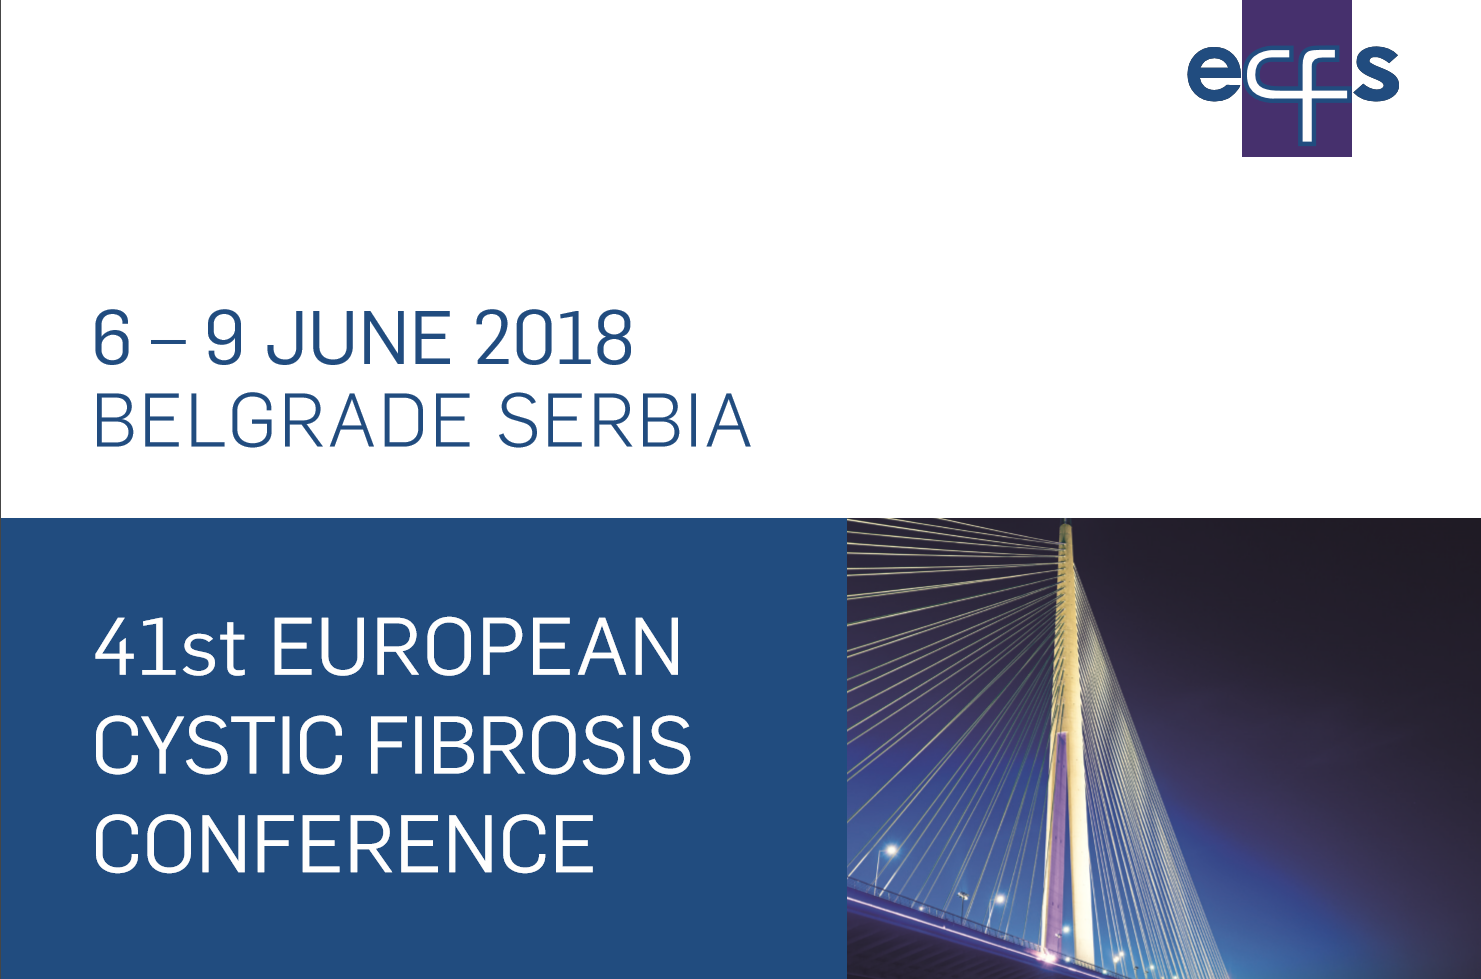 ecfs
6 – 9 JUNE 2018
BELGRADE SERBIA
41st EUROPEAN
CYSTIC FIBROSIS
CONFERENCE